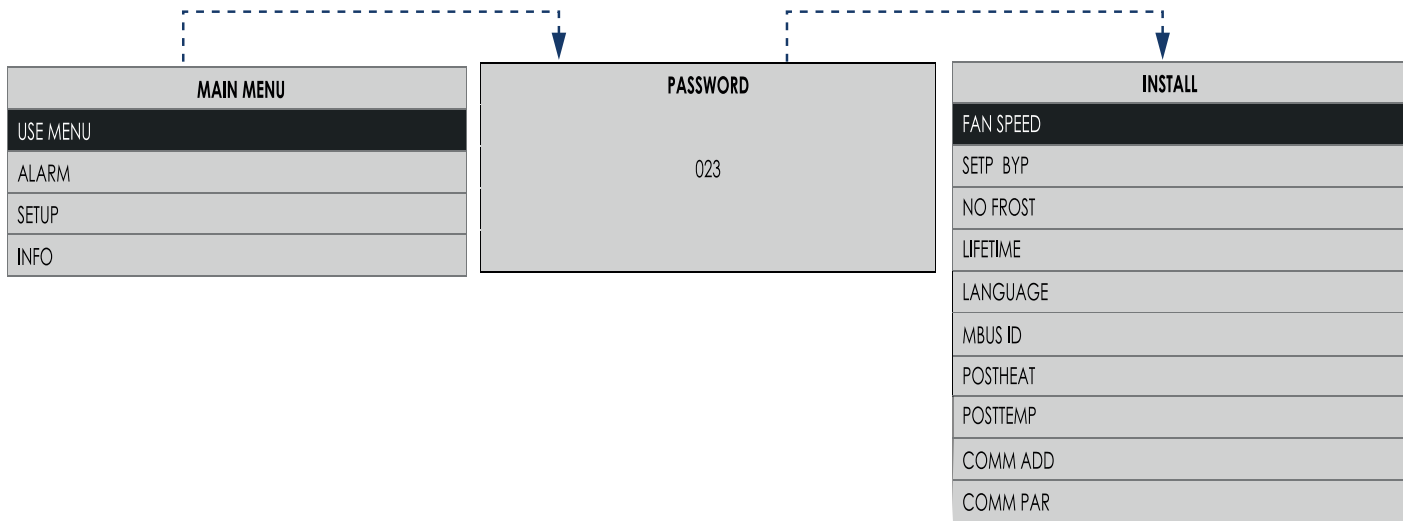 MAIN MENU
USE MENU
ALARM
SETUP
INFO
PASSWORD
023
INSTALL
FAN SPEED
SETP BYP
NO FROST
LIFETIME
LANGUAGE
MBUS ID
POSTHEAT
POSTTEMP
COMM ADD
COMM PAR